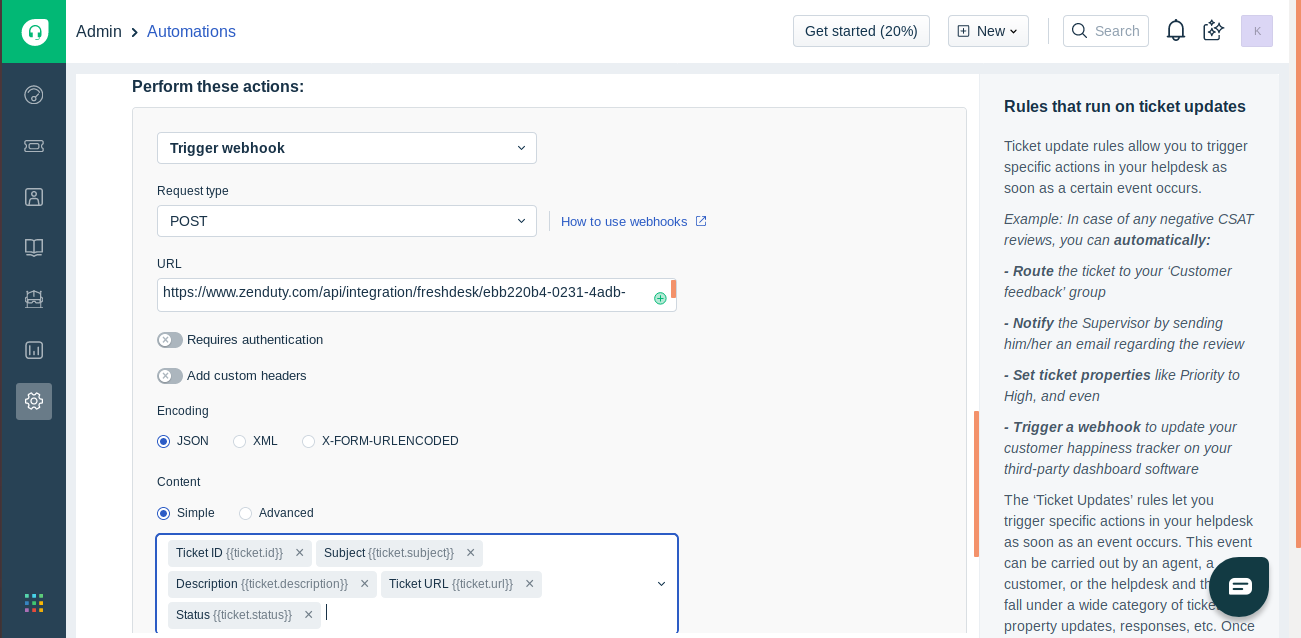 Admin > Automations
Get started (20%)
New
Search
K
Perform these actions:
Trigger webhook
Request type
POST
How to use webhooks
URL
https://www.zenduty.com/api/integration/freshdesk/ebb220b4-0231-4adb-
Requires authentication
Add custom headers
Encoding
JSON
XML
X-FORM-URLENCODED
Content
Simple
Advanced
Ticket ID {{ticket.id}} ×
Subject {{ticket.subject}} ×
Description {{ticket.description}} ×
Ticket URL {{ticket.url}} ×
Status {{ticket.status}} ×
Rules that run on ticket updates
Ticket update rules allow you to trigger
specific actions in your helpdesk as
soon as a certain event occurs.
Example: In case of any negative CSAT
reviews, you can automatically:
- Route the ticket to your ‘Customer
feedback’ group
- Notify the Supervisor by sending
him/her an email regarding the review
- Set ticket properties like Priority to
High, and even
- Trigger a webhook to update your
customer happiness tracker on your
third-party dashboard software
The ‘Ticket Updates’ rules let you
trigger specific actions in your helpdesk
as soon as an event occurs. This event
can be carried out by an agent, a
customer, or the helpdesk and
fall under a wide category of
property updates, responses, etc. Once